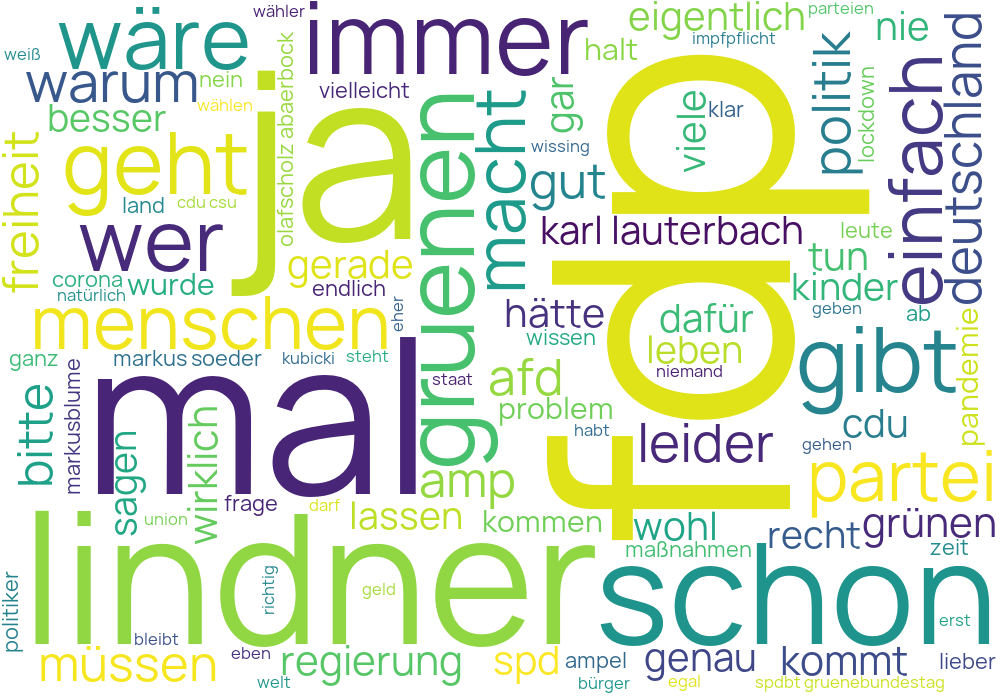 wähler
immer
eigentlich
parteien
wäre
nie
weiß
warum
nein
olafscholz abaerbock
halt
impfpflicht
politik
deutschland
vielleicht
wählen
besser
ja
gruenen
macht
gar
viele
klar
lockdown
einfach
fdp
freiheit
geht
wissing
gut
land
cdu csu
wer
karl lauterbach
leute
corona
wurde
gerade
tun
natürlich
endlich
kinder
menschen
eher
hätte
dafür
geben
ab
wissen
leben
gibt
pandemie
ganz
markus soeder
kubicki
steht
staat
niemand
mal
afd
bitte
markusblume
problem
cdu
sagen
wirklich
habt
leider
gehen
amp
partei
frage
darf
lassen
kommen
wohl
recht
grünen
union
lindner
maßnahmen
zeit
schon
politiker
richtig
geld
erst
bleibt
müssen
eben
regierung
spd
ampel
genau
kommt
lieber
welt
bürger
egal
spdbt gruenebundestag